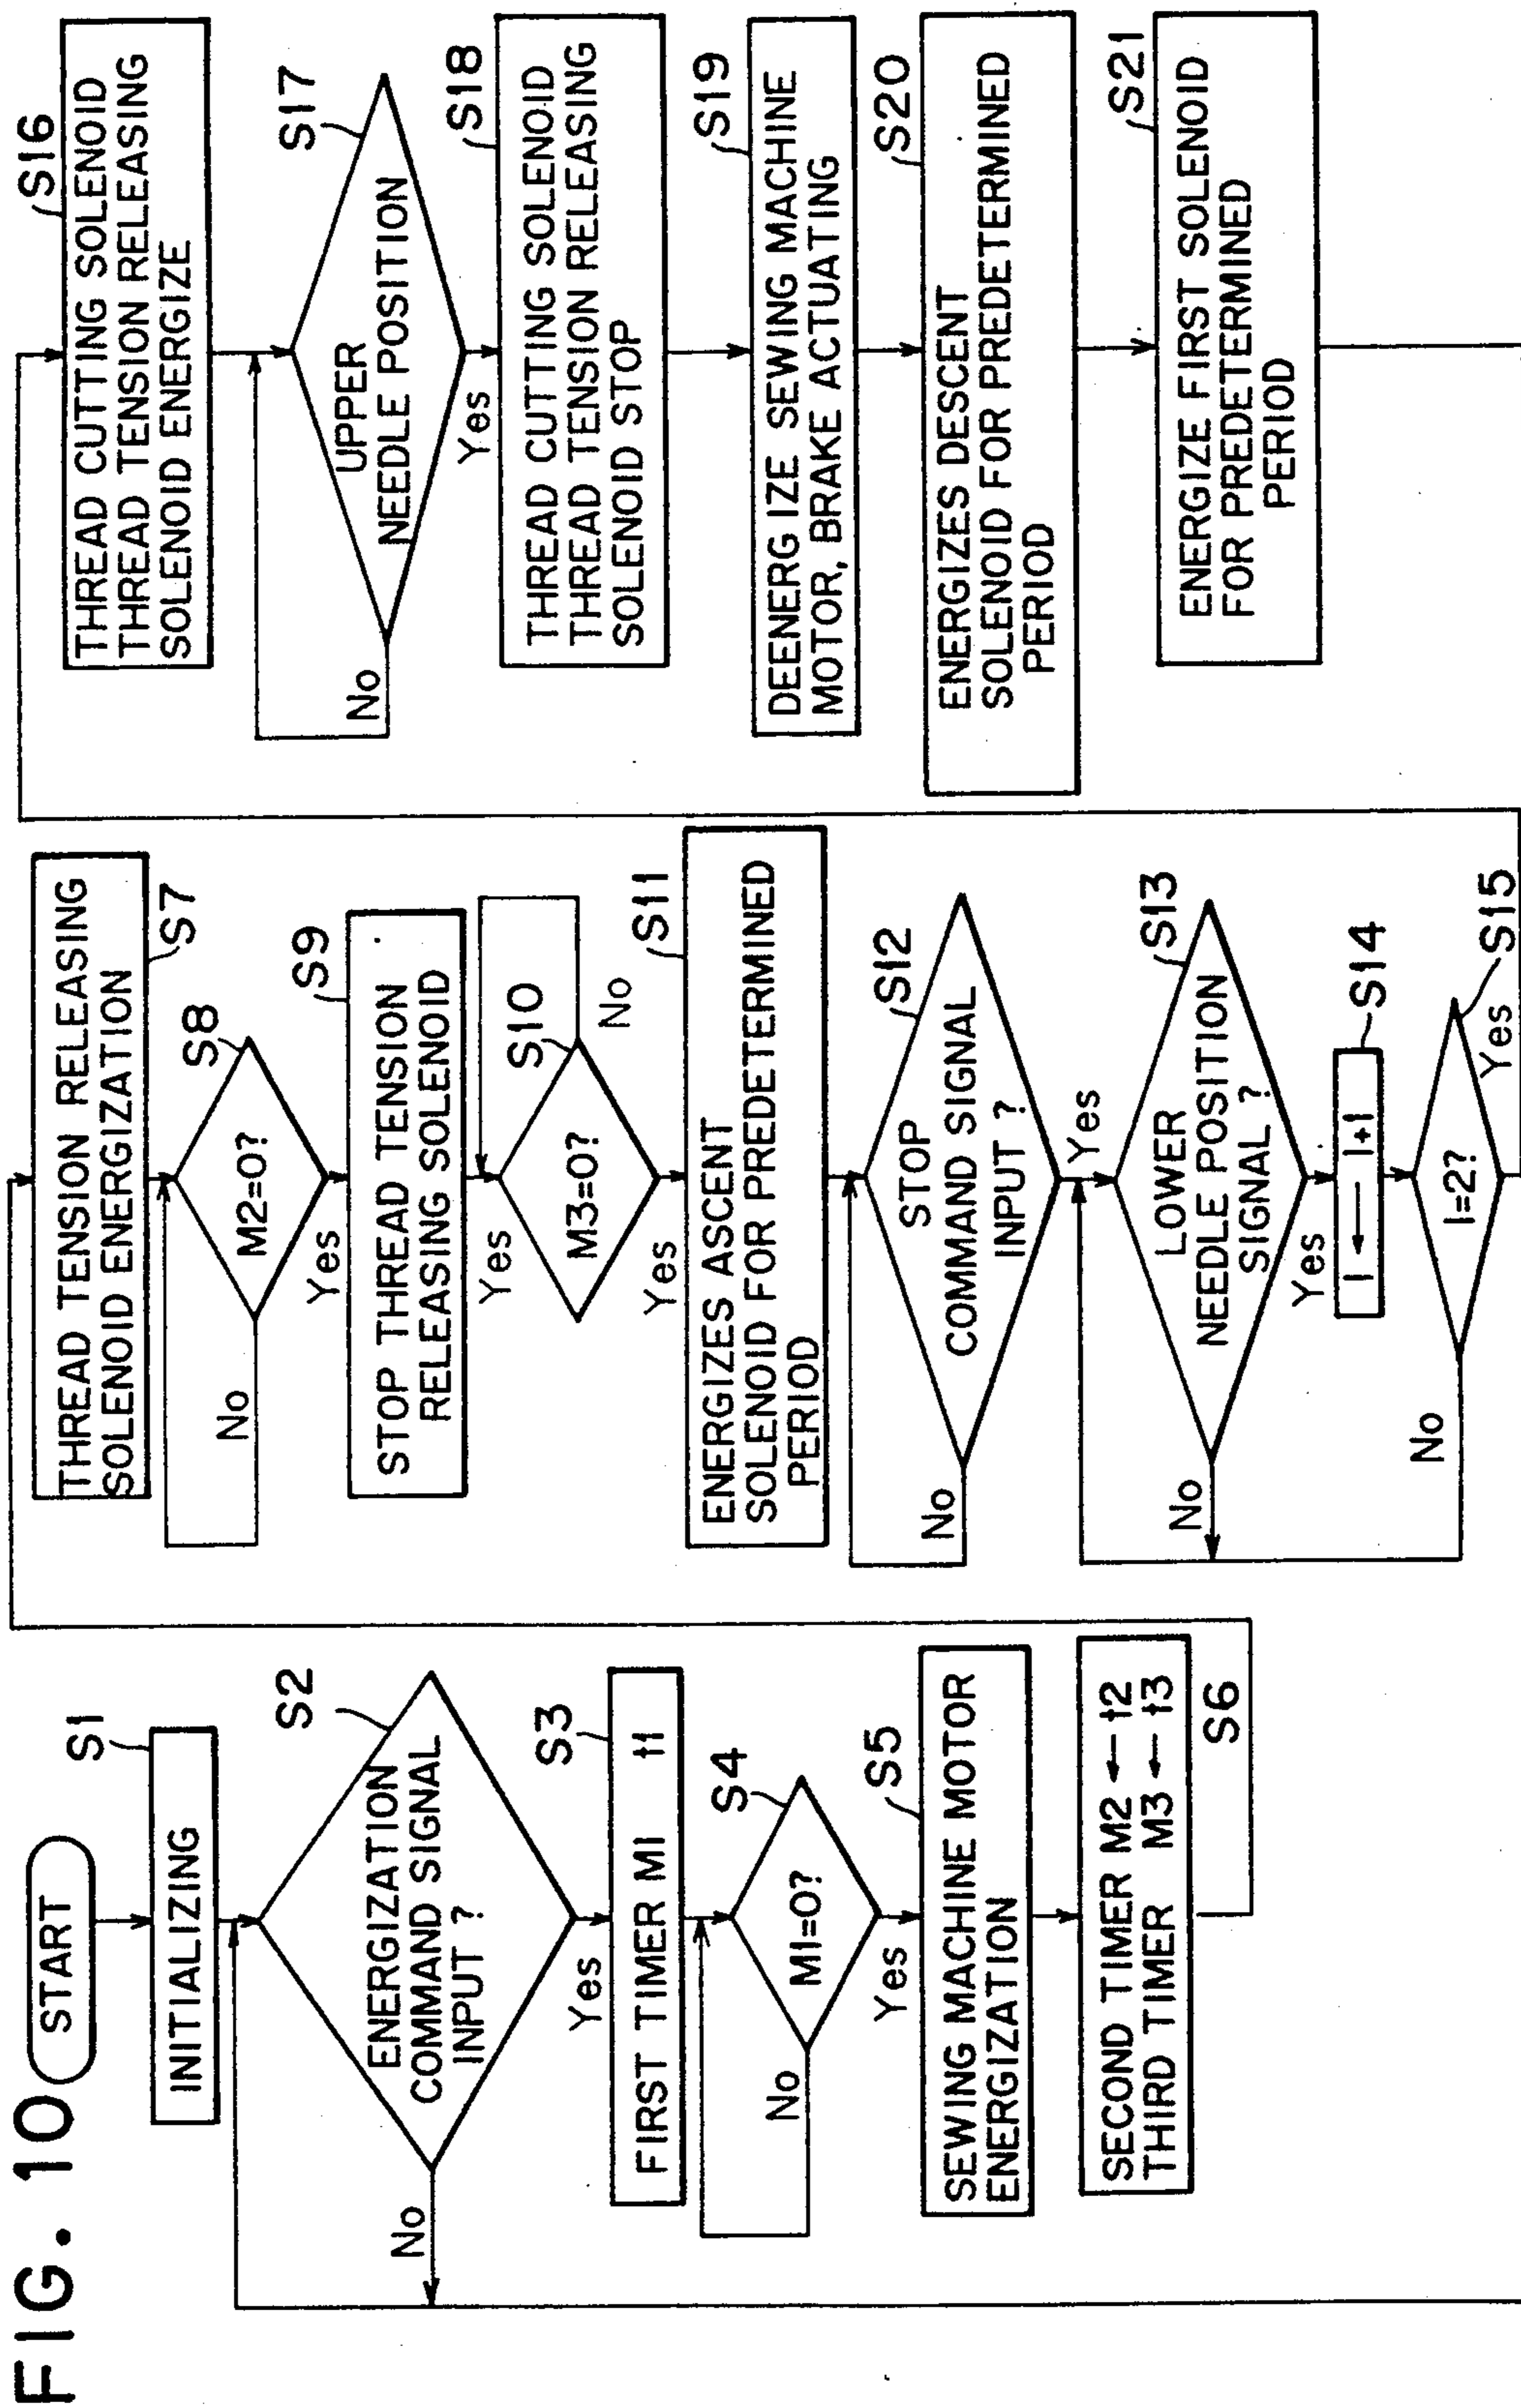 FIG. 10
START
S1
INITIALIZING
S2
ENERGIZATION
COMMAND SIGNAL
INPUT ?
No
Yes
S3
FIRST TIMER M1 t1
S4
M1=0?
No
Yes
S5
SEWING MACHINE MOTOR
ENERGIZATION
SECOND TIMER M2 ← t2
THIRD TIMER M3 ← t3
S6
THREAD TENSION RELEASING
SOLENOID ENERGIZATION
S7
S8
M2=0?
No
Yes
S9
STOP THREAD TENSION
RELEASING SOLENOID
Yes
S10
M3=0?
No
Yes
S11
ENERGIZES ASCENT
SOLENOID FOR PREDETERMINED
PERIOD
S12
STOP
COMMAND SIGNAL
INPUT ?
No
Yes
S13
LOWER
NEEDLE POSITION
SIGNAL ?
No
Yes
I ← I+1
S14
I=2?
S15
No
Yes
S16
THREAD CUTTING SOLENOID
THREAD TENSION RELEASING
SOLENOID ENERGIZE
S17
UPPER
NEEDLE POSITION
No
Yes
S18
THREAD CUTTING SOLENOID
THREAD TENSION RELEASING
SOLENOID STOP
S19
DEENERG IZE SEWING MACHINE
MOTOR, BRAKE ACTUATING
S20
ENERGIZES DESCENT
SOLENOID FOR PREDETERMINED
PERIOD
S21
ENERGIZE FIRST SOLENOID
FOR PREDETERMINED
PERIOD